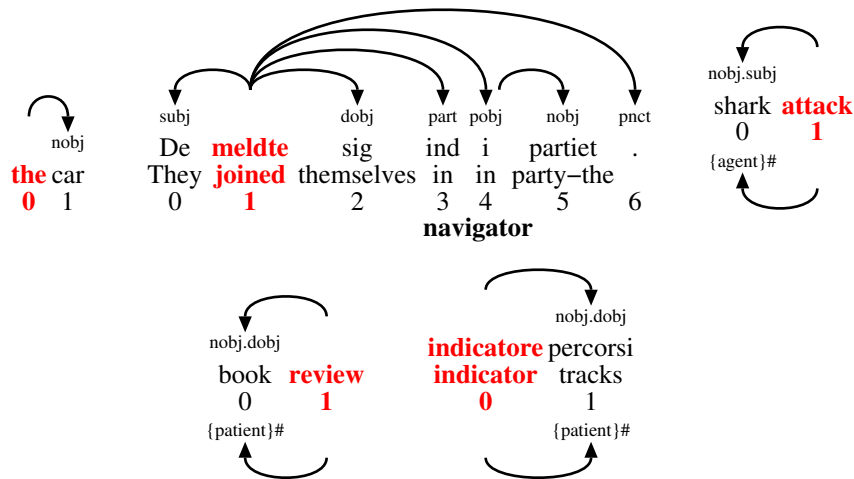 nobj
the car
0 1
subj dobj part pobj nobj pnct
De meldte sig ind i partiet .
They joined themselves in in party−the
0 1 2 3 4 5 6
navigator
nobj.subj
shark attack
0 1
{agent}#
nobj.dobj
book review
0 1
{patient}#
nobj.dobj
indicatore percorsi
indicator tracks
0 1
{patient}#